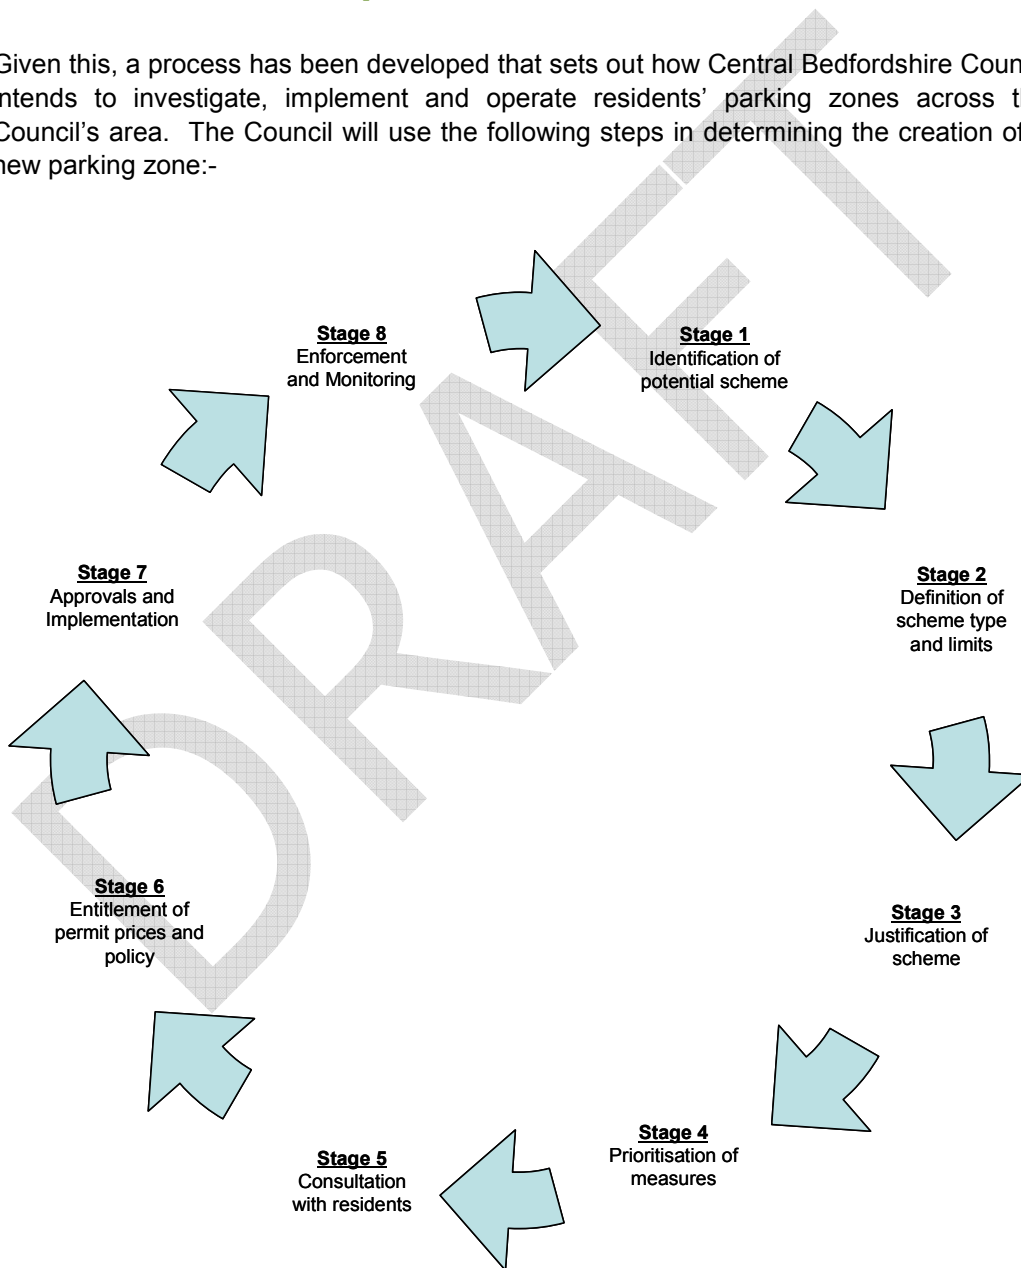 Given this, a process has been developed that sets out how Central Bedfordshire Coun
intends to investigate, implement and operate residents' parking zones across t
Council's area. The Council will use the following steps in determining the creation of
new parking zone:-
Stage 8
Enforcement
and Monitoring
Stage 1
Identification of
potential scheme
Stage 7
Approvals and
Implementation
Stage 2
Definition of
scheme type
and limits
Stage 6
Entitlement of
permit prices and
policy
Stage 3
Justification of
scheme
Stage 5
Consultation
with residents
Stage 4
Prioritisation of
measures
DRAFT